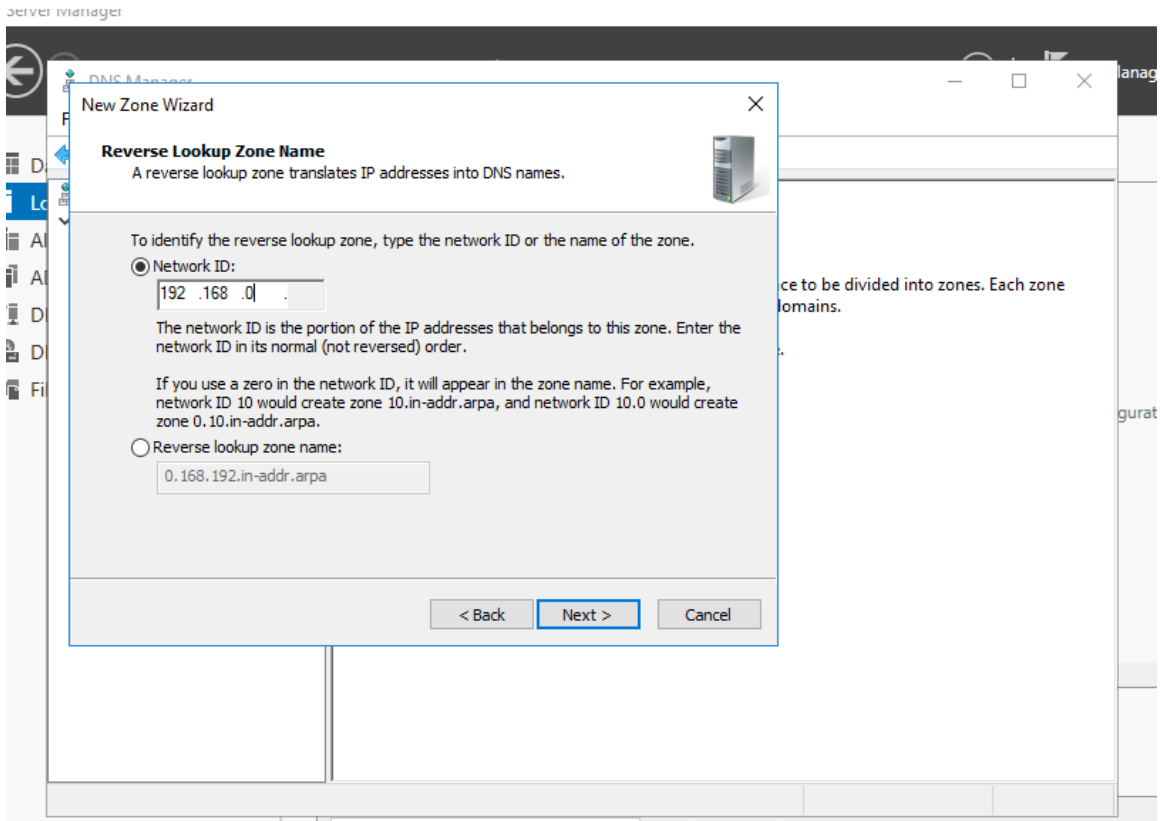 Server Manager
DNS Manager
New Zone Wizard
Reverse Lookup Zone Name
A reverse lookup zone translates IP addresses into DNS names.
To identify the reverse lookup zone, type the network ID or the name of the zone.
Network ID:
192 .168 .0 .
The network ID is the portion of the IP addresses that belongs to this zone. Enter the
network ID in its normal (not reversed) order.
If you use a zero in the network ID, it will appear in the zone name. For example,
network ID 10 would create zone 10.in-addr.arpa, and network ID 10.0 would create
zone 0.10.in-addr.arpa.
Reverse lookup zone name:
0.168.192.in-addr.arpa
< Back
Next >
Cancel
ce to be divided into zones. Each zone
domains.